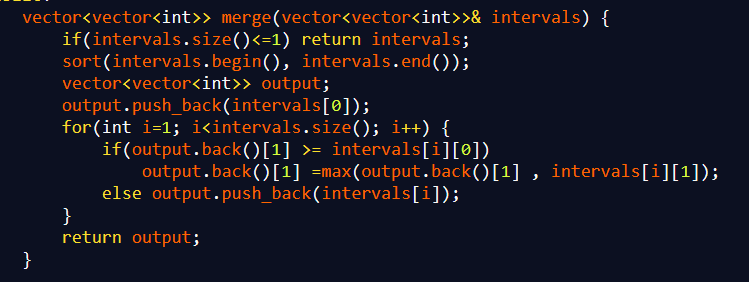 vector<vector<int>> merge(vector<vector<int>>& intervals) {
    if(intervals.size()<=1) return intervals;
    sort(intervals.begin(), intervals.end());
    vector<vector<int>> output;
    output.push_back(intervals[0]);
    for(int i=1; i<intervals.size(); i++) {
        if(output.back()[1] >= intervals[i][0])
            output.back()[1] =max(output.back()[1] , intervals[i][1]);
        else output.push_back(intervals[i]);
    }
    return output;
}